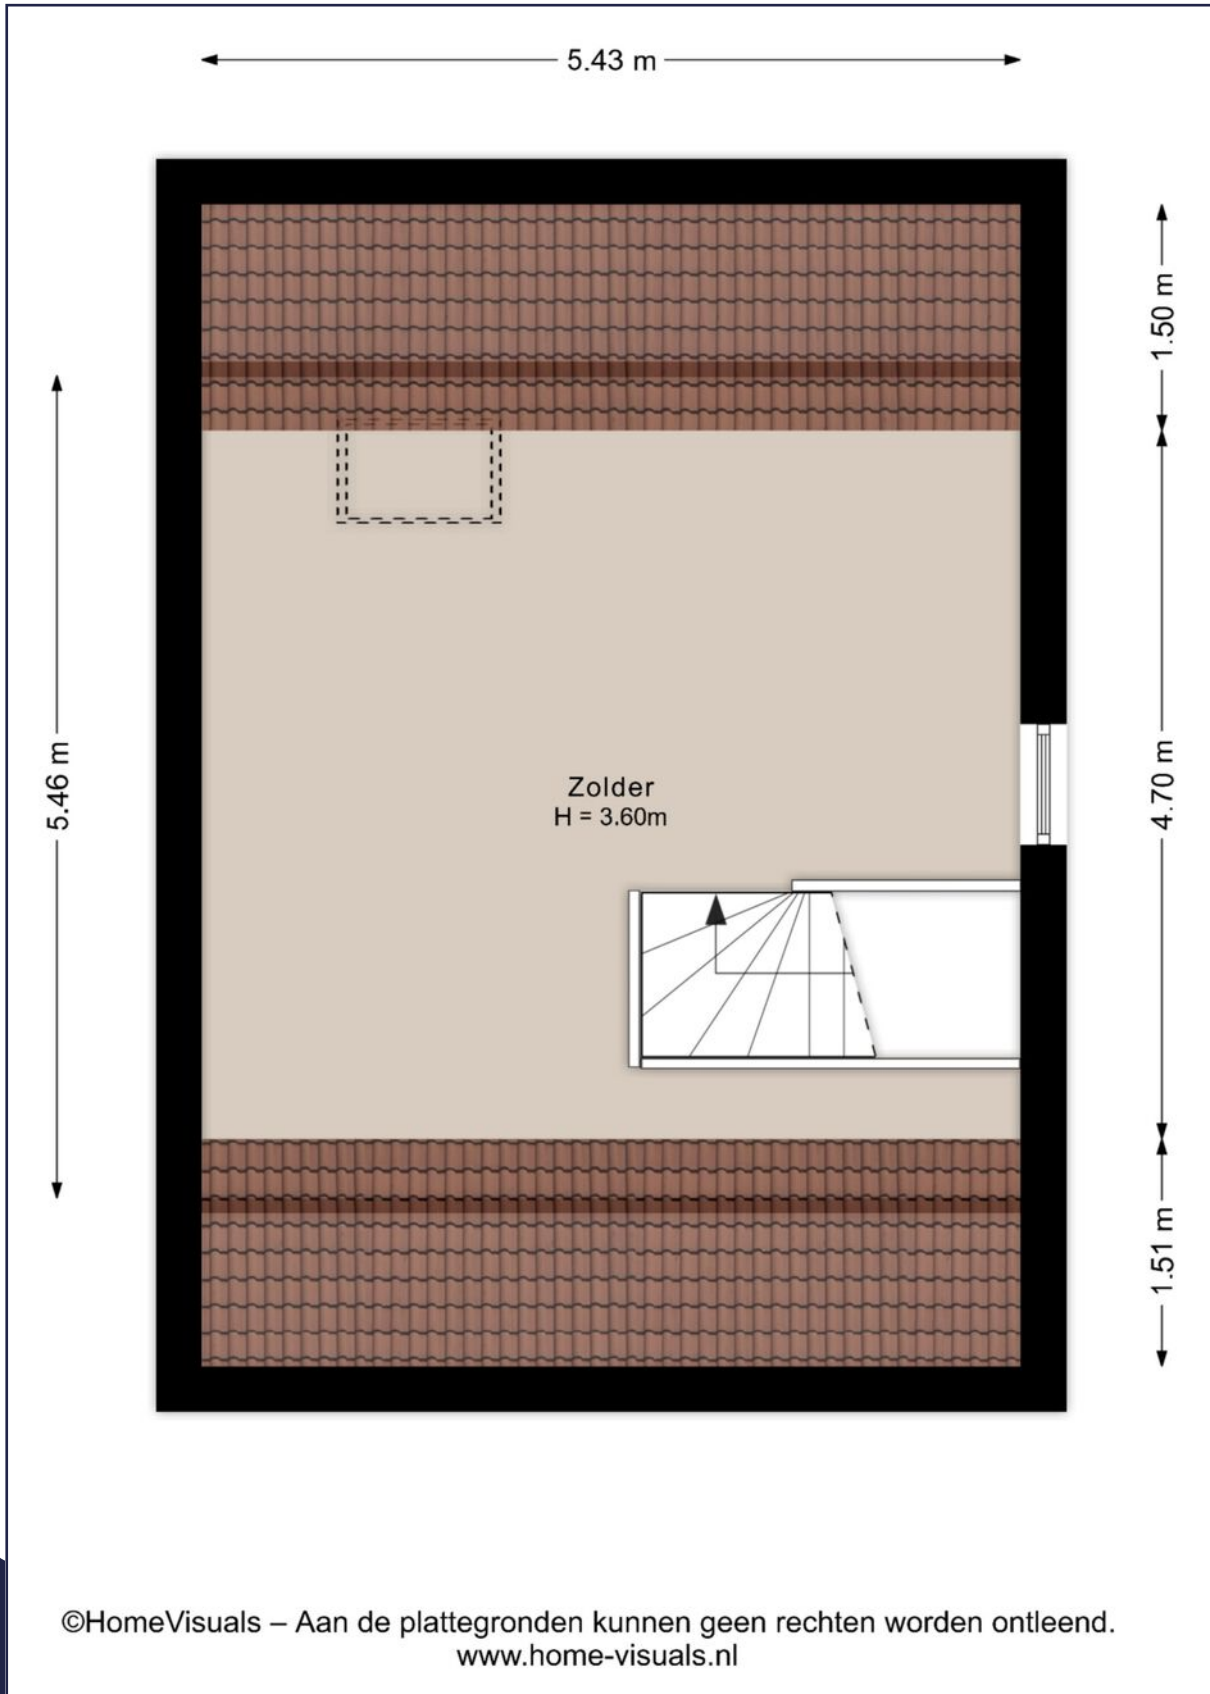 5.43 m
1.50 m
5.46 m
4.70 m
Zolder
H = 3.60m
1.51 m
©HomeVisuals – Aan de plattegronden kunnen geen rechten worden ontleend.
www.home-visuals.nl